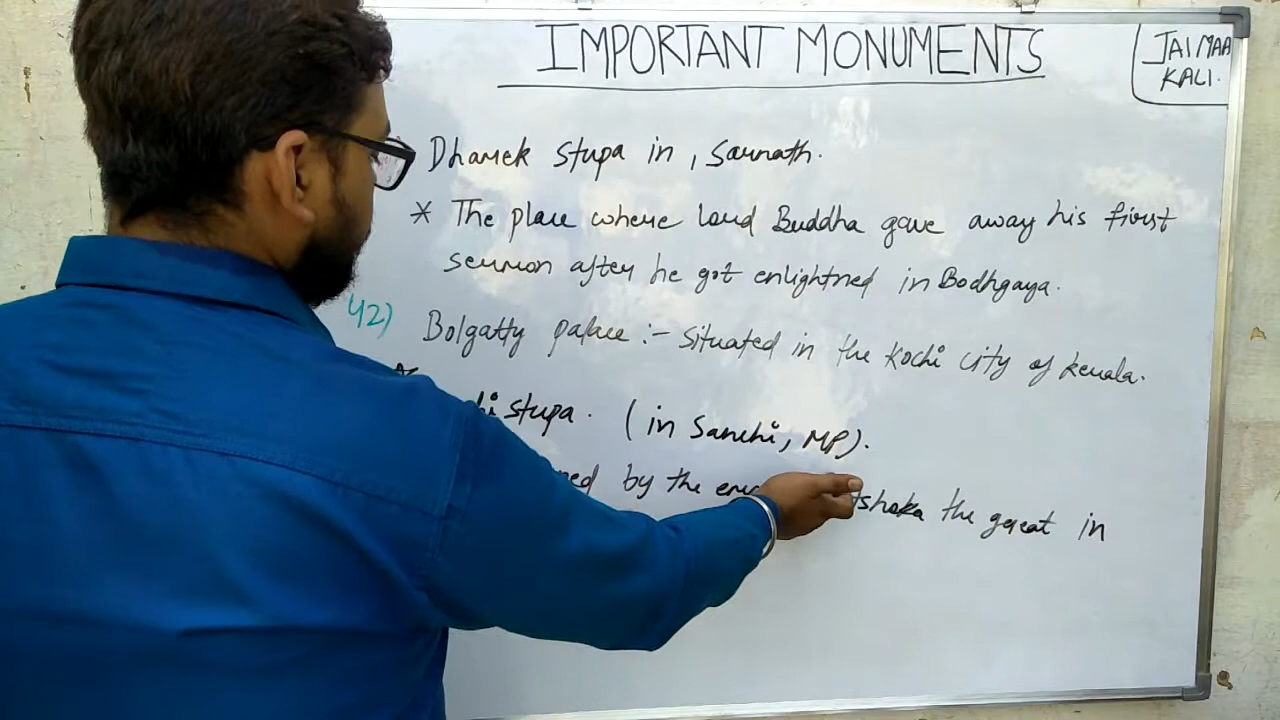 IMPORTANT MONUMENTS
JAI MAA
KALI.
Dhamek Stupa in, Sarnath.
* The place where lord Buddha gave away his first
sermon after he got enlightned in Bodhgaya.
42) Bolgatty palace :- situated in the Kochi city of kerala.
stupa. (in Sanchi, MP).
by the Ashoka the great in